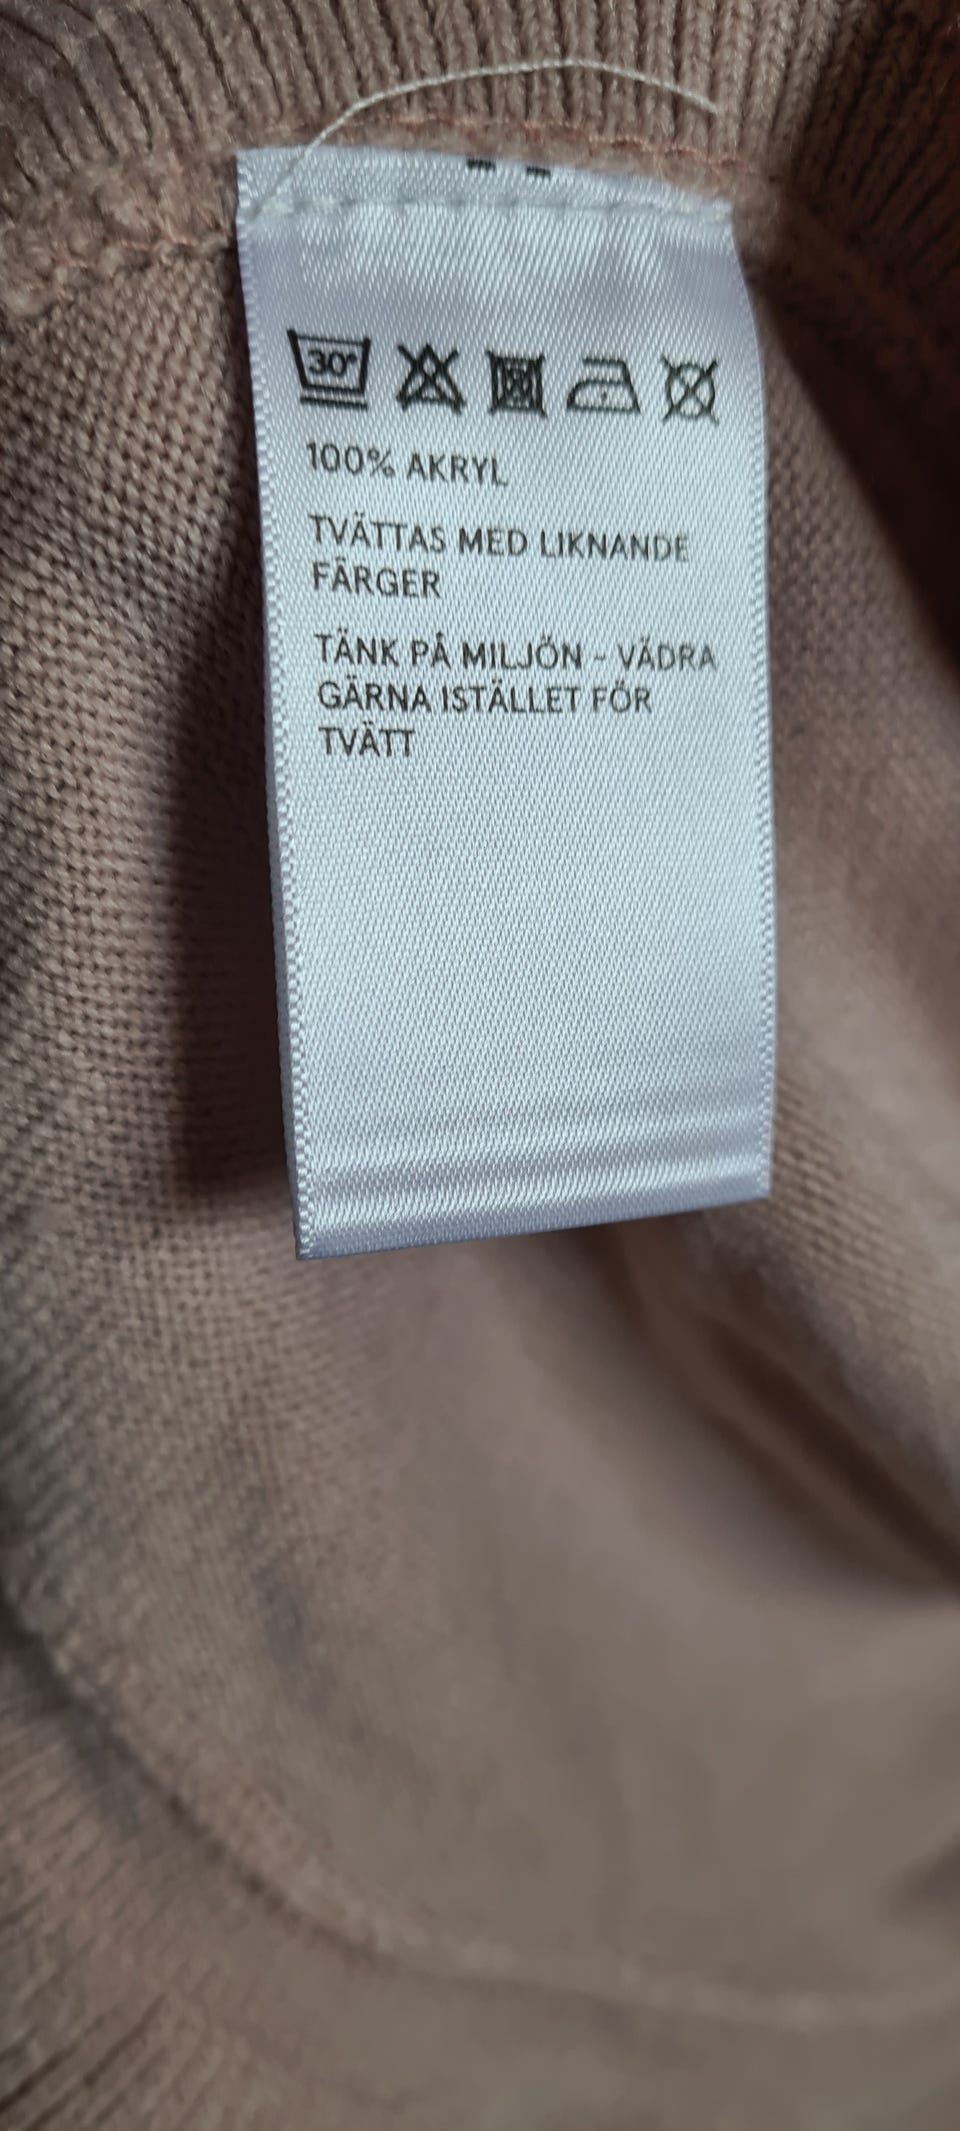 30°
100% AKRYL
TVÄTTAS MED LIKNANDE
FÄRGER
TÄNK PÅ MILJÖN - VÄDRA
GÄRNA ISTÄLLET FÖR
TVÄTT